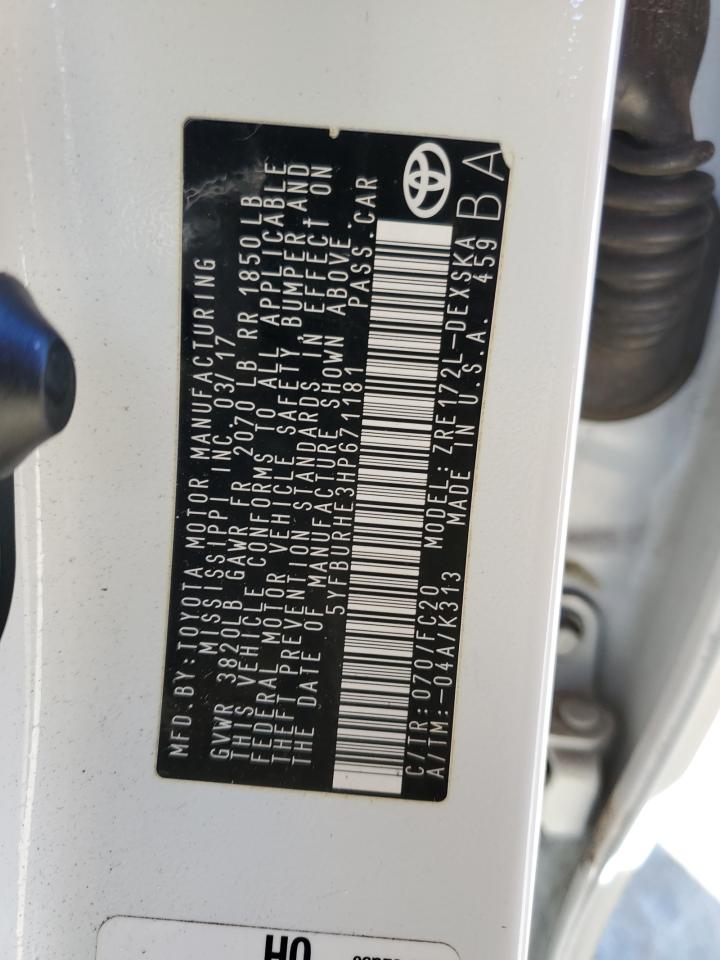 MFD.BY:TOYOTA MOTOR MANUFACTURING
MISSISSIPPI INC. 03/17
GVWR 3820LB GAWR FR 2070 LB RR 1850 LB
THIS VEHICLE CONFORMS TO ALL APPLICABLE
FEDERAL MOTOR VEHICLE SAFETY, BUMPER AND
THEFT PREVENTION STANDARDS IN EFFECT ON
THE DATE OF MANUFACTURE SHOWN ABOVE.
5YFBURHE3HP671181 PASS.CAR
C/TR:070/FC20 MODEL:ZRE172L-DEXSKA
A/TM:-04A/K313 MADE IN U.S.A. 459 BA
HO